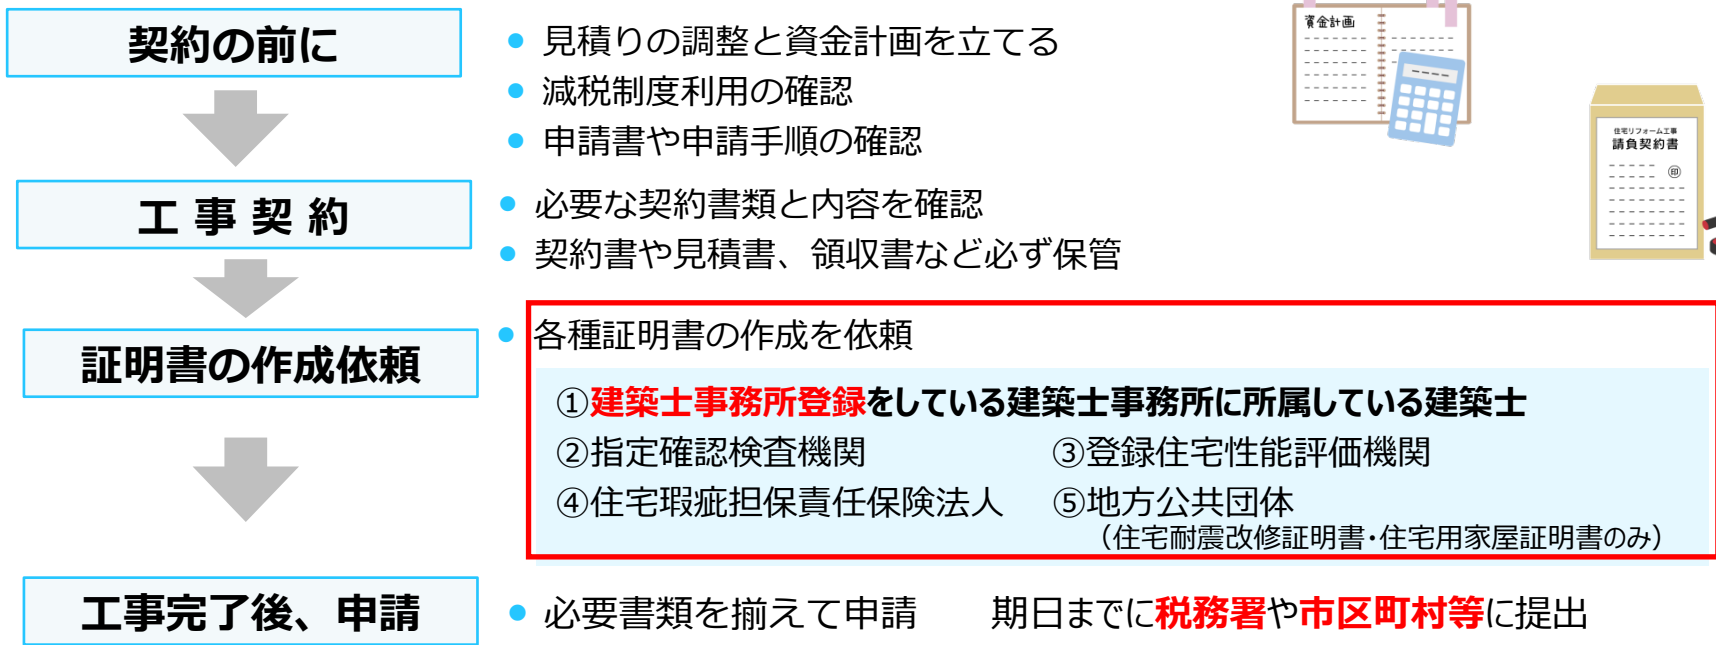 契約の前に
● 見積りの調整と資金計画を立てる
● 減税制度利用の確認
● 申請書や申請手順の確認
資金計画
住宅リフォーム工事
請負契約書
印
工事契約
● 必要な契約書類と内容を確認
● 契約書や見積書、領収書など必ず保管
証明書の作成依頼
● 各種証明書の作成を依頼
①建築士事務所登録をしている建築士事務所に所属している建築士
②指定確認検査機関 ③登録住宅性能評価機関
④住宅瑕疵担保責任保険法人 ⑤地方公共団体
（住宅耐震改修証明書・住宅用家屋証明書のみ）
工事完了後、申請
● 必要書類を揃えて申請 期日までに税務署や市区町村等に提出